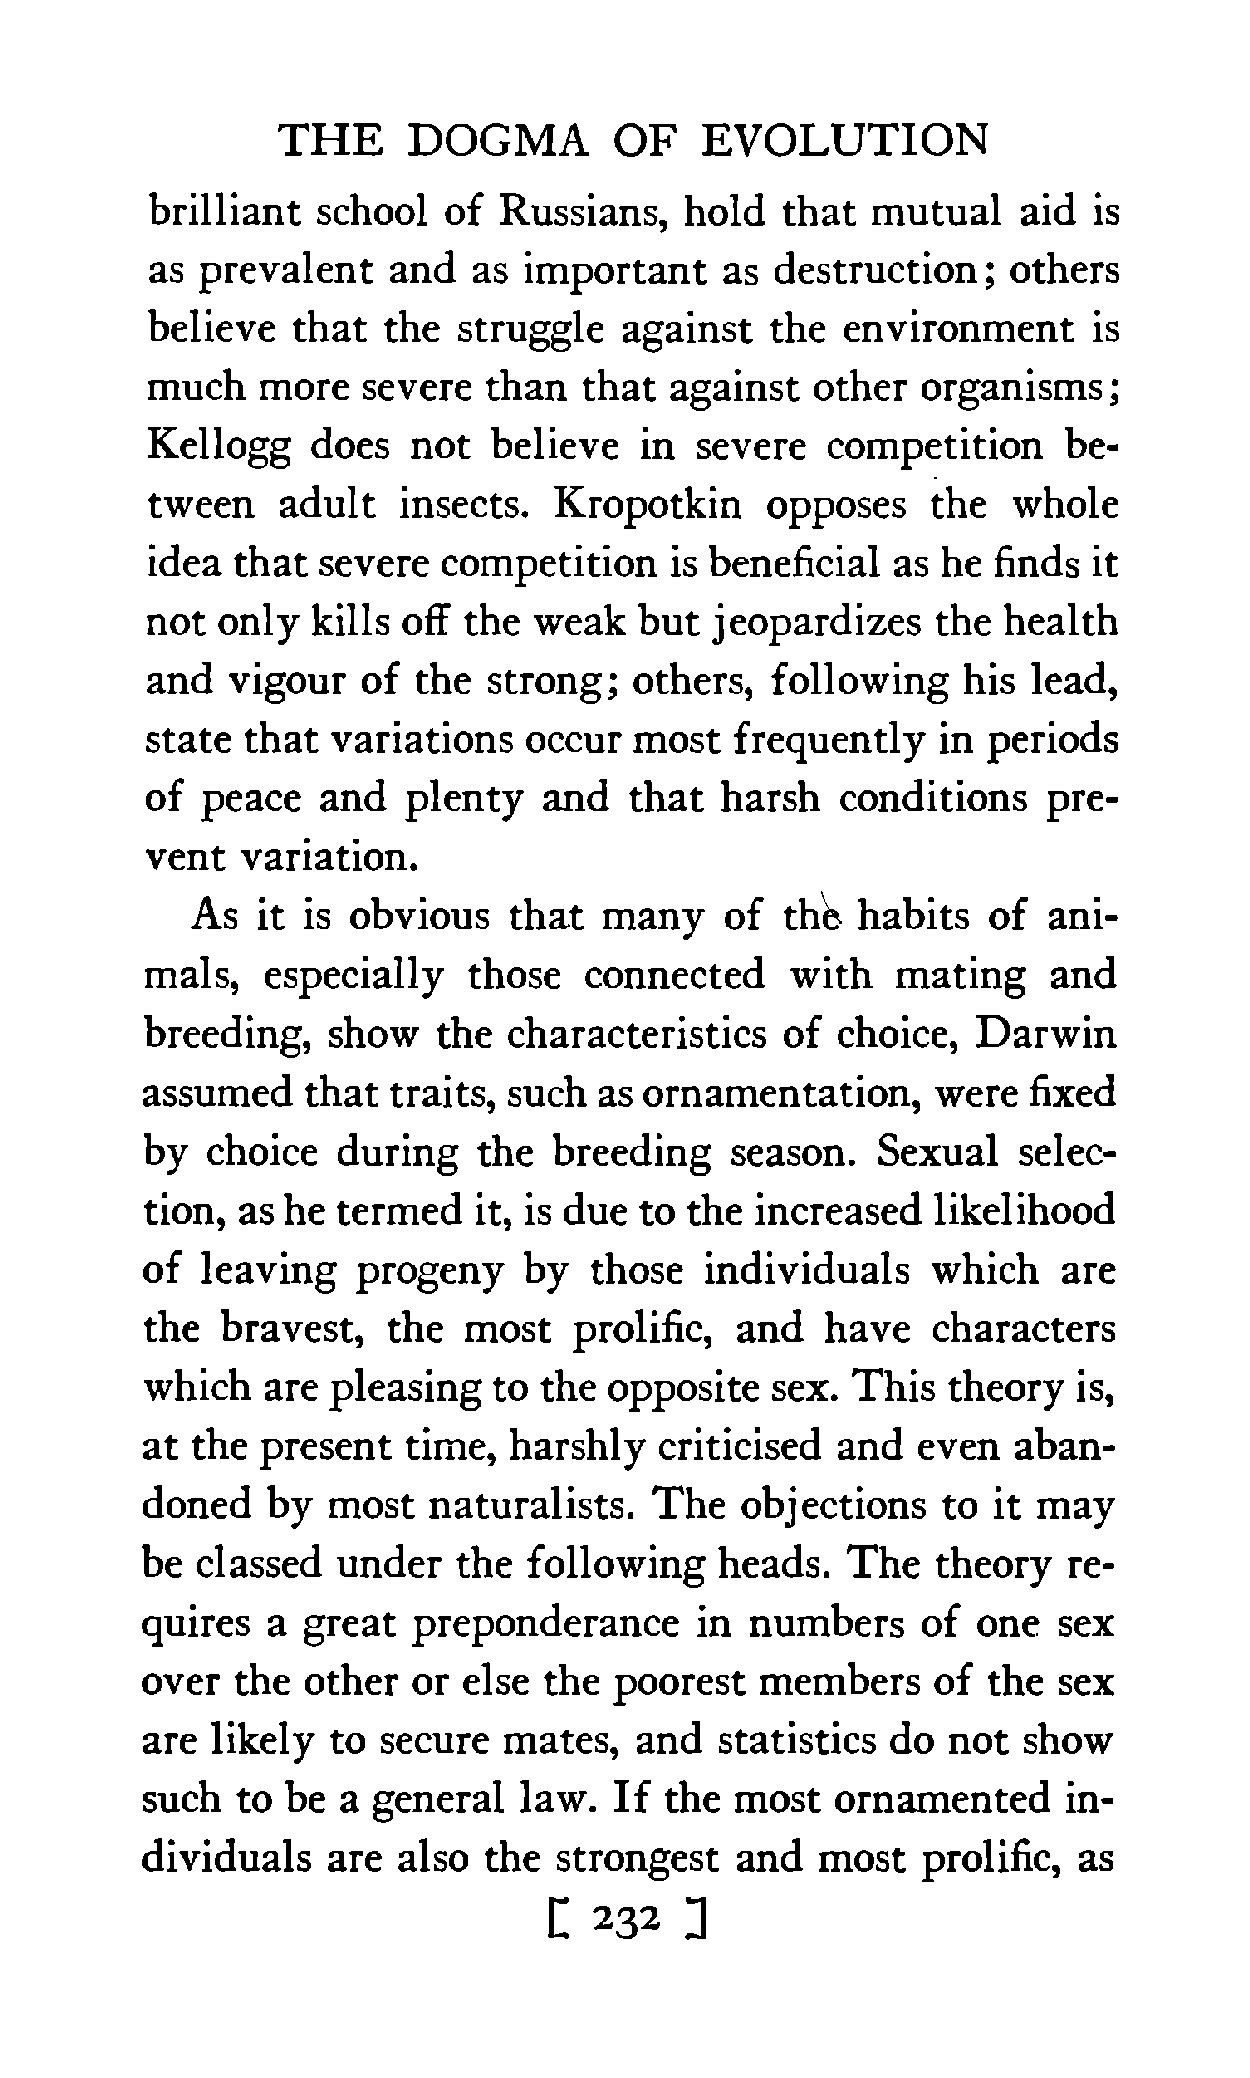 THE DOGMA OF EVOLUTION
brilliant school of Russians, hold that mutual aid is
as prevalent and as important as destruction; others
believe that the struggle against the environment is
much more severe than that against other organisms;
Kellogg does not believe in severe competition be-
tween adult insects. Kropotkin opposes the whole
idea that severe competition is beneficial as he finds it
not only kills off the weak but jeopardizes the health
and vigour of the strong; others, following his lead,
state that variations occur most frequently in periods
of peace and plenty and that harsh conditions pre-
vent variation.
As it is obvious that many of the habits of ani-
mals, especially those connected with mating and
breeding, show the characteristics of choice, Darwin
assumed that traits, such as ornamentation, were fixed
by choice during the breeding season. Sexual selec-
tion, as he termed it, is due to the increased likelihood
of leaving progeny by those individuals which are
the bravest, the most prolific, and have characters
which are pleasing to the opposite sex. This theory is,
at the present time, harshly criticised and even aban-
doned by most naturalists. The objections to it may
be classed under the following heads. The theory re-
quires a great preponderance in numbers of one sex
over the other or else the poorest members of the sex
are likely to secure mates, and statistics do not show
such to be a general law. If the most ornamented in-
dividuals are also the strongest and most prolific, as
[ 232 ]